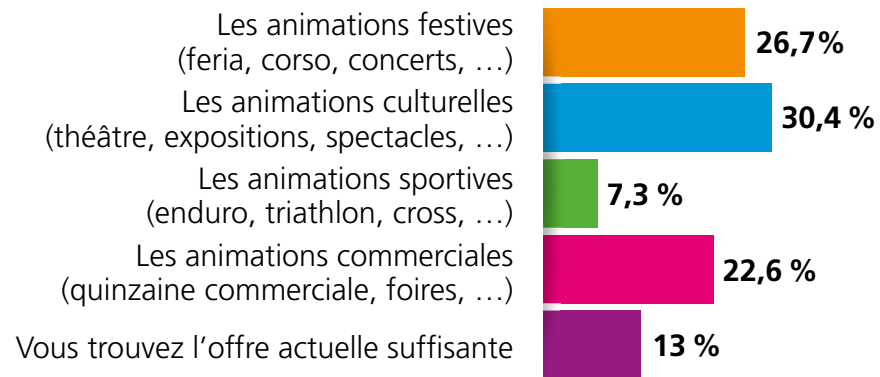 Les animations festives
(feria, corso, concerts, …)
26,7%
Les animations culturelles
(théâtre, expositions, spectacles, …)
30,4 %
Les animations sportives
(enduro, triathlon, cross, …)
7,3 %
Les animations commerciales
(quinzaine commerciale, foires, …)
22,6 %
Vous trouvez l’offre actuelle suffisante
13 %